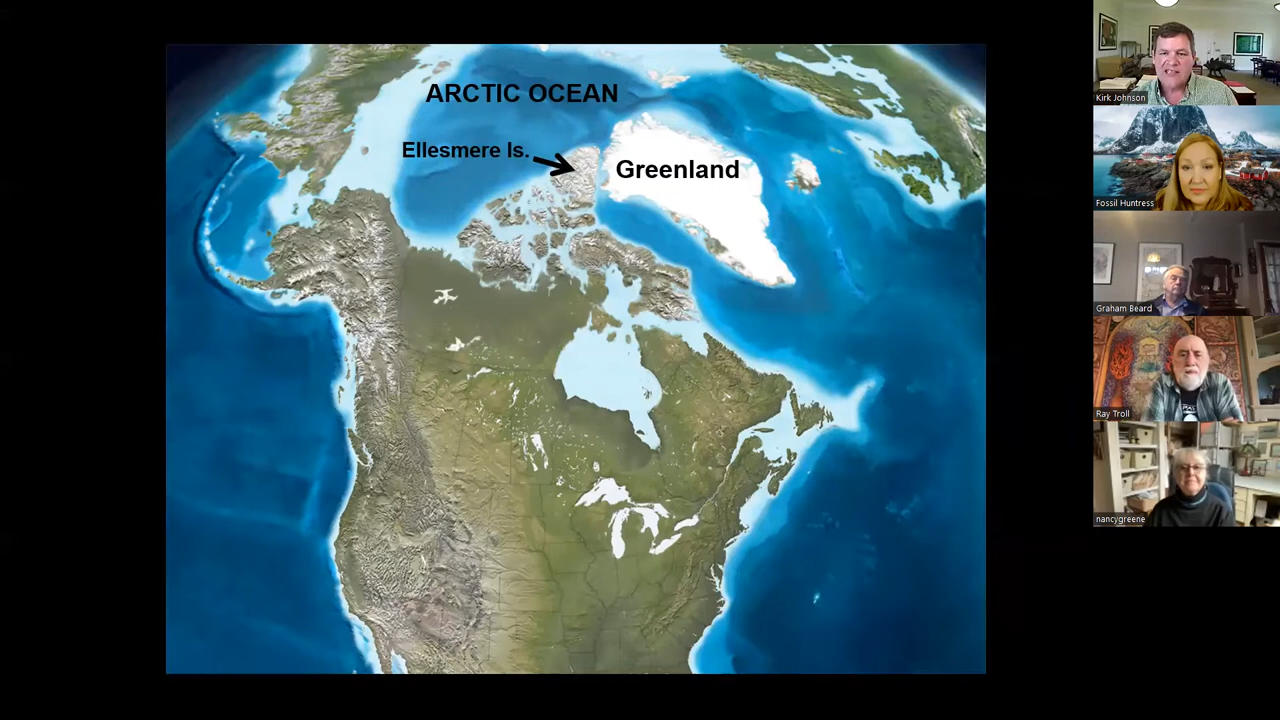 ARCTIC OCEAN
Ellesmere Is.
Greenland
Kirk Johnson
Fossil Huntress
Graham Beard
Ray Troll
nancygreene